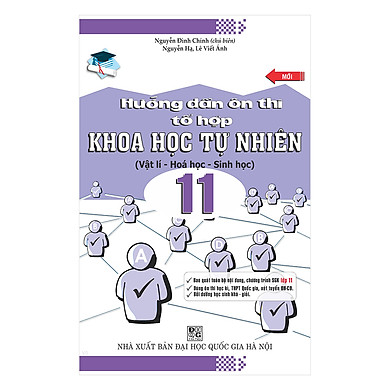 Nguyễn Đình Chính (chủ biên)
Nguyễn Hạ, Lê Viết Ánh
MỚI
Hướng dẫn ôn thi
tổ hợp
KHOA HỌC TỰ NHIÊN
(Vật lí - Hoá học - Sinh học)
11
A
D
B
Bao quát toàn bộ nội dung, chương trình SGK lớp 11
Dùng ôn thi học kì, THPT Quốc gia, xét tuyển ĐH-CĐ.
Bồi dưỡng học sinh khá - giỏi.
NHÀ XUẤT BẢN ĐẠI HỌC QUỐC GIA HÀ NỘI